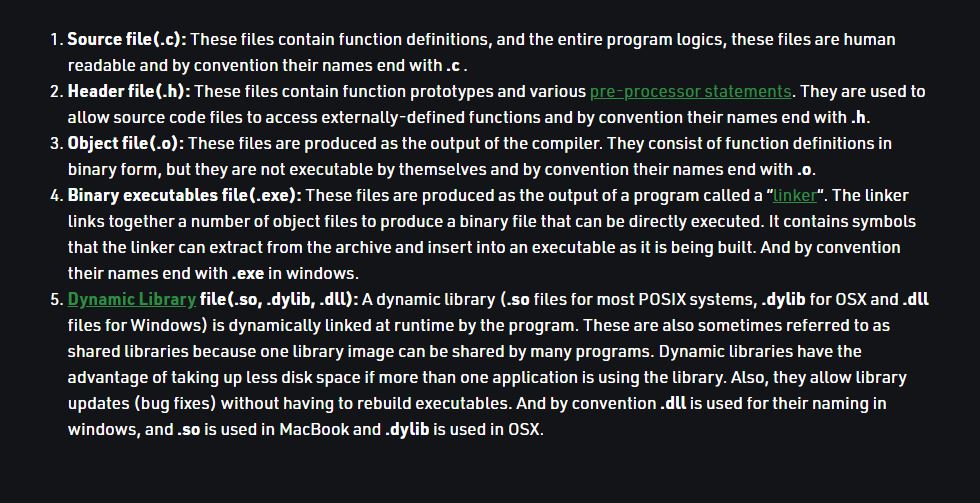 1. Source file(.c): These files contain function definitions, and the entire program logics, these files are human
readable and by convention their names end with .c .
2. Header file(.h): These files contain function prototypes and various pre-processor statements. They are used to
allow source code files to access externally-defined functions and by convention their names end with .h.
3. Object file(.o): These files are produced as the output of the compiler. They consist of function definitions in
binary form, but they are not executable by themselves and by convention their names end with .o.
4. Binary executables file(.exe): These files are produced as the output of a program called a “linker“. The linker
links together a number of object files to produce a binary file that can be directly executed. It contains symbols
that the linker can extract from the archive and insert into an executable as it is being built. And by convention
their names end with .exe in windows.
5. Dynamic Library file(.so, .dylib, .dll): A dynamic library (.so files for most POSIX systems, .dylib for OSX and .dll
files for Windows) is dynamically linked at runtime by the program. These are also sometimes referred to as
shared libraries because one library image can be shared by many programs. Dynamic libraries have the
advantage of taking up less disk space if more than one application is using the library. Also, they allow library
updates (bug fixes) without having to rebuild executables. And by convention .dll is used for their naming in
windows, and .so is used in MacBook and .dylib is used in OSX.